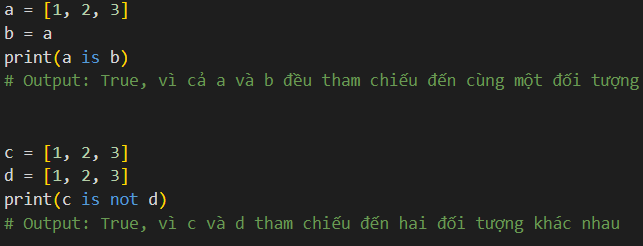 a = [1, 2, 3]
b = a
print(a is b)
# Output: True, vì cả a và b đều tham chiếu đến cùng một đối tượng
c = [1, 2, 3]
d = [1, 2, 3]
print(c is not d)
# Output: True, vì c và d tham chiếu đến hai đối tượng khác nhau